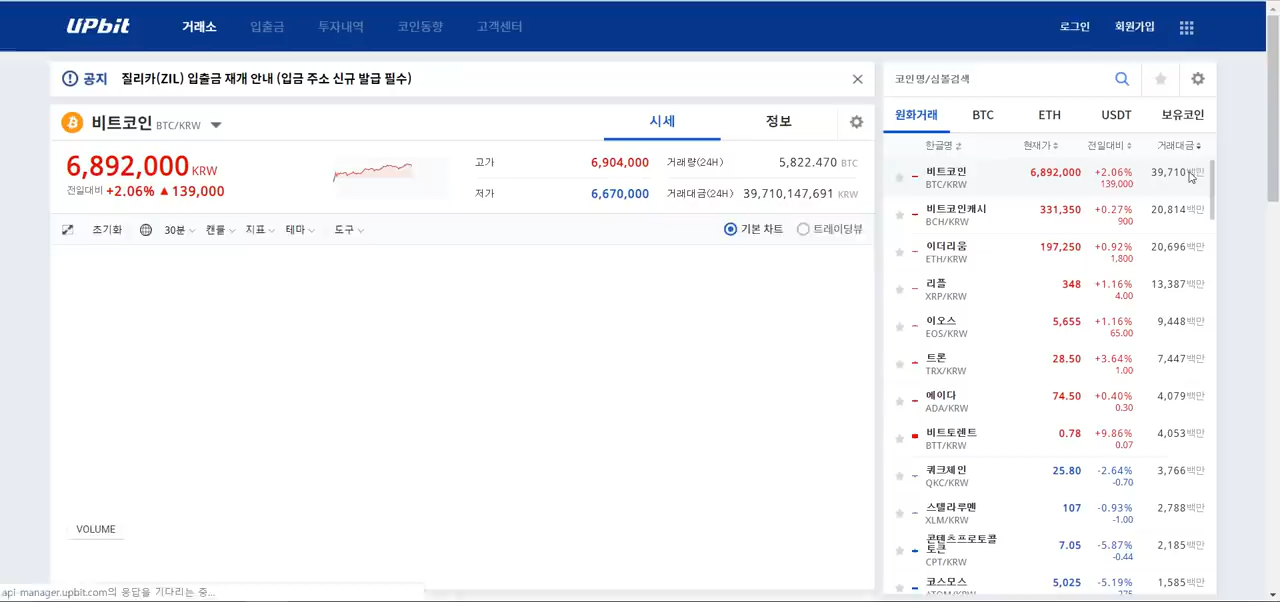 UPbit 거래소 입출금 투자내역 코인동향 고객센터 로그인 회원가입
공지 질리카(ZIL) 입출금 재개 안내 (입금 주소 신규 발급 필수)
비트코인 BTC/KRW 시세 정보
6,892,000 KRW
전일대비 +2.06% ▲ 139,000
고가 6,904,000 거래량(24H) 5,822.470 BTC
저가 6,670,000 거래대금(24H) 39,710,147,691 KRW
초기화 30분 캔들 지표 테마 도구 기본 차트 트레이딩뷰
VOLUME
api-manager.upbit.com의 응답을 기다리는 중...
코인명/심볼검색
원화거래 BTC ETH USDT 보유코인
한글명 현재가 전일대비 거래대금
비트코인 6,892,000 +2.06% 39,710백만
BTC/KRW 139,000
비트코인캐시 331,350 +0.27% 20,814백만
BCH/KRW 900
이더리움 197,250 +0.92% 20,696백만
ETH/KRW 1,800
리플 348 +1.16% 13,387백만
XRP/KRW 4.00
이오스 5,655 +1.16% 9,448백만
EOS/KRW 65.00
트론 28.50 +3.64% 7,447백만
TRX/KRW 1.00
에이다 74.50 +0.40% 4,079백만
ADA/KRW 0.30
비트토렌트 0.78 +9.86% 4,053백만
BTT/KRW 0.07
쿼크체인 25.80 -2.64% 3,766백만
QKC/KRW -0.70
스텔라루멘 107 -0.93% 2,788백만
XLM/KRW -1.00
콘텐츠프로토콜
토큰 7.05 -5.87% 2,185백만
CPT/KRW -0.44
코스모스 5,025 -5.19% 1,585백만
ATOM/KRW -275